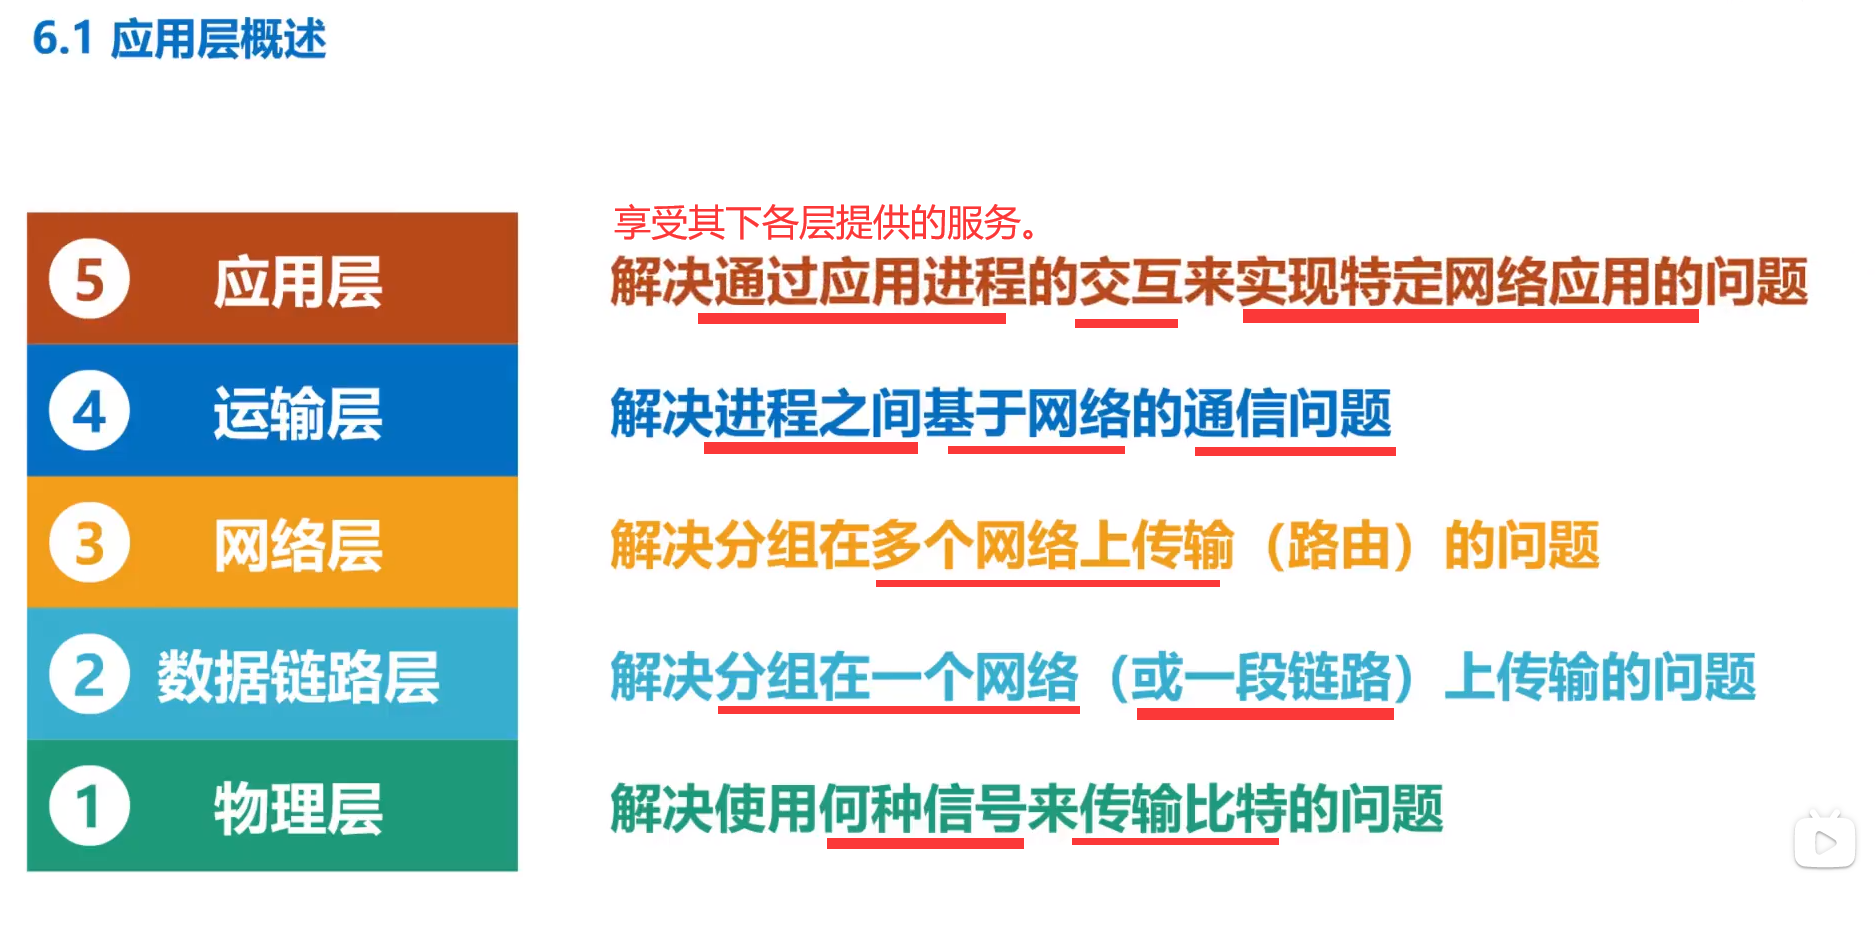 6.1 应用层概述
享受其下各层提供的服务。
5 应用层 解决通过应用进程的交互来实现特定网络应用的问题
4 运输层 解决进程之间基于网络的通信问题
3 网络层 解决分组在多个网络上传输（路由）的问题
2 数据链路层 解决分组在一个网络（或一段链路）上传输的问题
1 物理层 解决使用何种信号来传输比特的问题